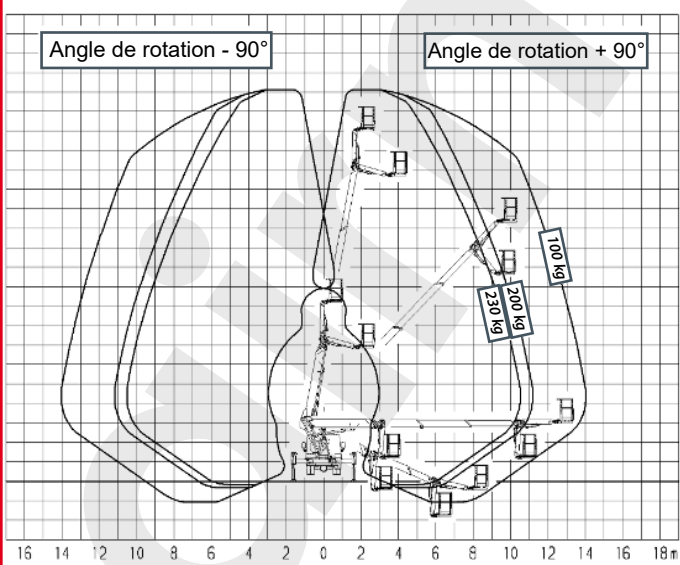 Angle de rotation - 90°
Angle de rotation + 90°
100 kg
200 kg
230 kg
16 14 12 10 8 6 4 2 0 2 4 6 8 10 12 14 16 18 m